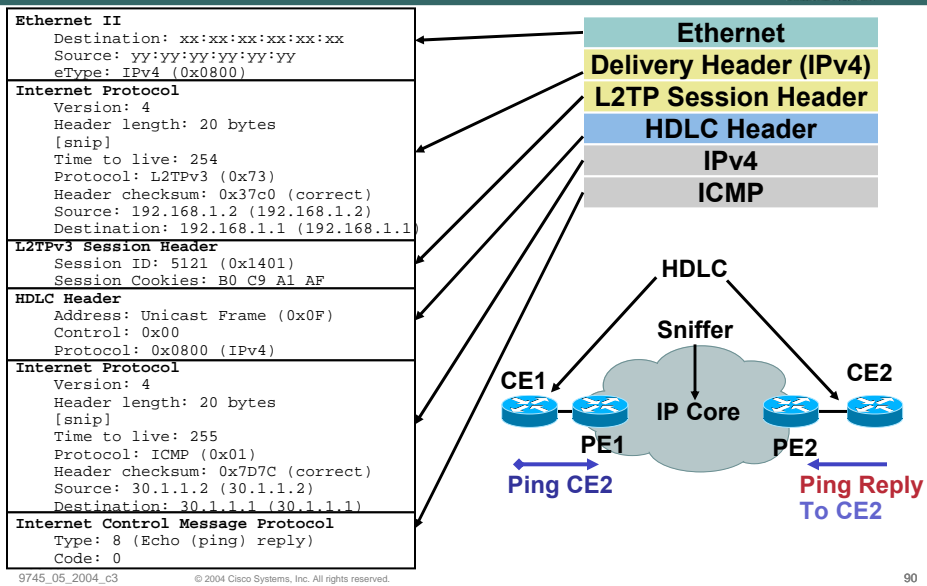 Ethernet II
Destination: xx:xx:xx:xx:xx:xx
Source: yy:yy:yy:yy:yy:yy
eType: IPv4 (0x0800)
Internet Protocol
Version: 4
Header length: 20 bytes
[snip]
Time to live: 254
Protocol: L2TPv3 (0x73)
Header checksum: 0x37c0 (correct)
Source: 192.168.1.2 (192.168.1.2)
Destination: 192.168.1.1 (192.168.1.1)
L2TPv3 Session Header
Session ID: 5121 (0x1401)
Session Cookies: B0 C9 A1 AF
HDLC Header
Address: Unicast Frame (0x0F)
Control: 0x00
Protocol: 0x0800 (IPv4)
Internet Protocol
Version: 4
Header length: 20 bytes
[snip]
Time to live: 255
Protocol: ICMP (0x01)
Header checksum: 0x7D7C (correct)
Source: 30.1.1.2 (30.1.1.2)
Destination: 30.1.1.1 (30.1.1.1)
Internet Control Message Protocol
Type: 8 (Echo (ping) reply)
Code: 0
Ethernet
Delivery Header (IPv4)
L2TP Session Header
HDLC Header
IPv4
ICMP
HDLC
Sniffer
CE1
CE2
IP Core
PE1
PE2
Ping CE2
Ping Reply
To CE2
9745_05_2004_c3
© 2004 Cisco Systems, Inc. All rights reserved.
90